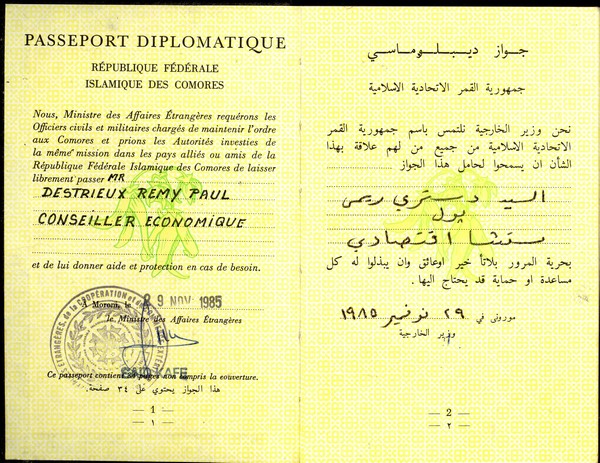 PASSEPORT DIPLOMATIQUE
RÉPUBLIQUE FÉDÉRALE
ISLAMIQUE DES COMORES
Nous, Ministre des Affaires Étrangères requérons les
Officiers civils et militaires chargés de maintenir l'ordre
aux Comores et prions les Autorités investies de
la même mission dans les pays alliés ou amis de la
République Fédérale Islamique des Comores de laisser
librement passer MR
DESTRIEUX REMY PAUL
CONSEILLER ECONOMIQUE
et de lui donner aide et protection en cas de besoin.
A Moroni, le 29 NOV 1985
le Ministre des Affaires Étrangères
SAID KAFE
Ce passeport contient pages non compris la couverture.
هذا الجواز يحتوي على ٣٤ صفحة.
— 1 —
— ١ —
جواز ديبلوماسي
جمهورية القمر الاتحادية الاسلامية
نحن وزير الخارجية نلتمس باسم جمهورية القمر
الاتحادية الاسلامية من جميع من لهم علاقة بهذا
الشأن ان يسمحوا لحامل هذا الجواز
السيد دستري ريمي
بول
مستشا اقتصادي
بحرية المرور بلاتأ خير اوعائق وان يبذلوا له كل
مساعدة او حماية قد يحتاج اليها.
موروني في ٢٩ نوفمبر ١٩٨٥
وزير الخارجية
— 2 —
— ٢ —